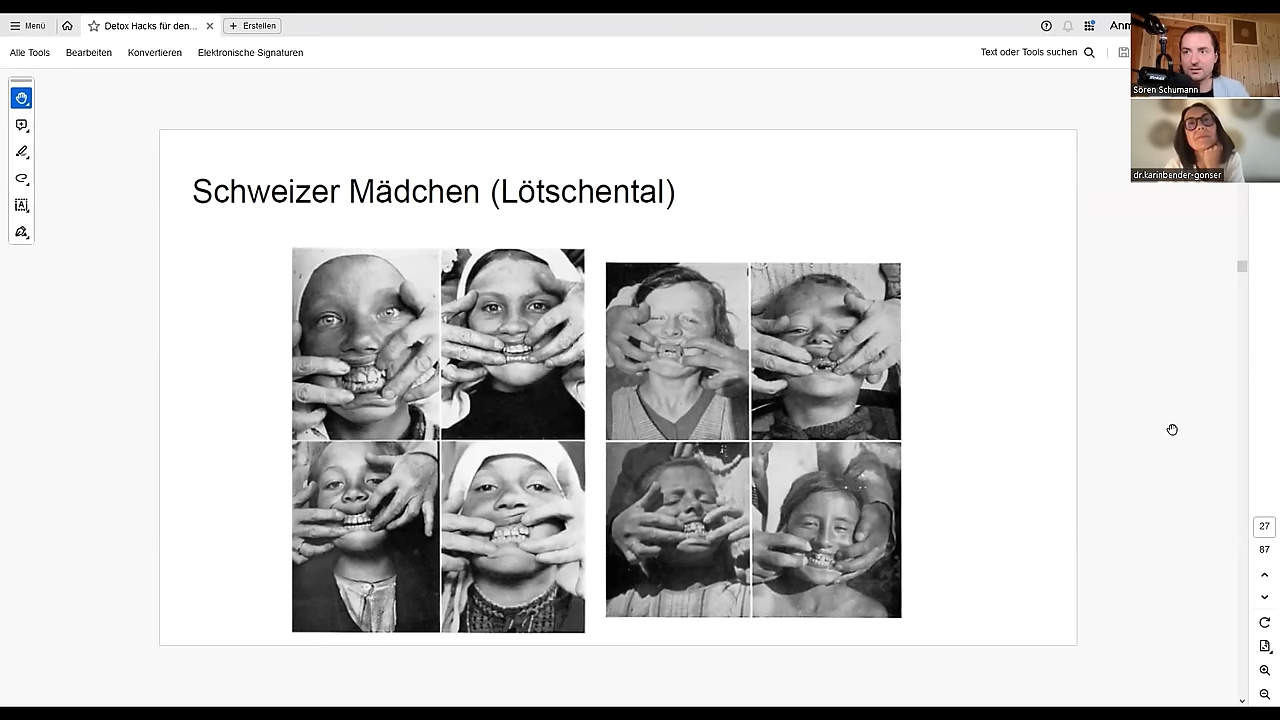 Menü
Detox Hacks für den...
Erstellen
Anm
Alle Tools
Bearbeiten
Konvertieren
Elektronische Signaturen
Text oder Tools suchen
Sören Schumann
dr.karinbender-gonser
Schweizer Mädchen (Lötschental)
27
87